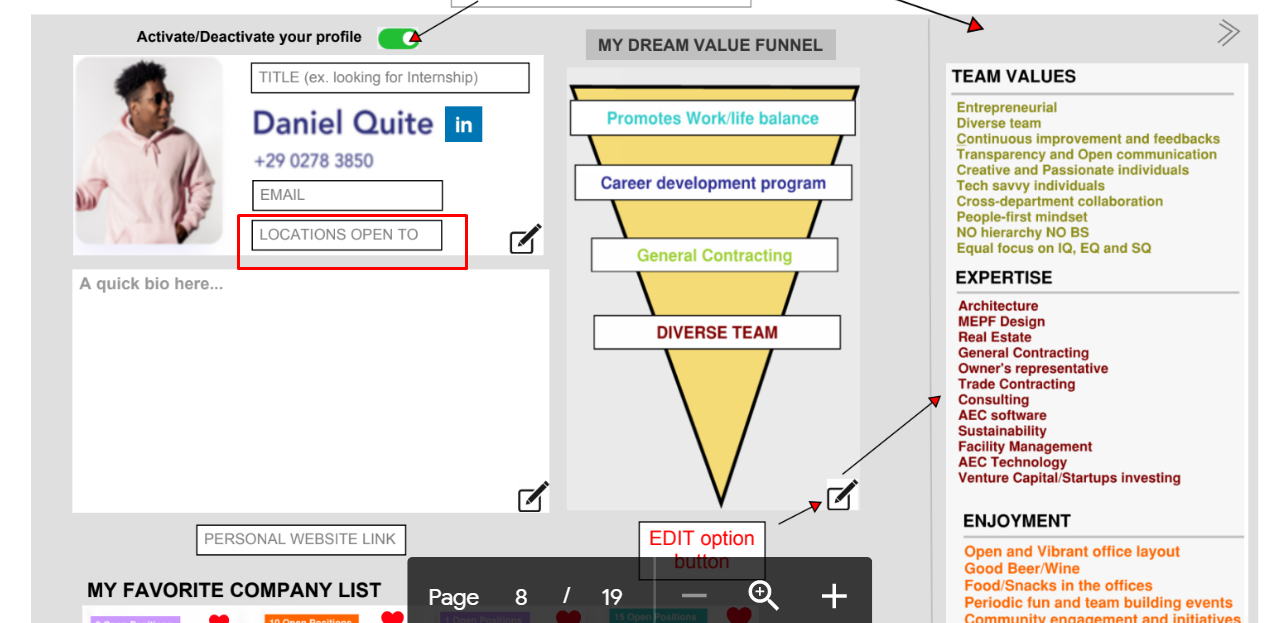 Activate/Deactivate your profile
TITLE (ex. looking for Internship)
Daniel Quite in
+29 0278 3850
EMAIL
LOCATIONS OPEN TO
A quick bio here...
PERSONAL WEBSITE LINK
MY FAVORITE COMPANY LIST
10 Open Positions
15 Open Positions
MY DREAM VALUE FUNNEL
Promotes Work/life balance
Career development program
General Contracting
DIVERSE TEAM
EDIT option
button
Page 8 / 19
TEAM VALUES
Entrepreneurial
Diverse team
Continuous improvement and feedbacks
Transparency and Open communication
Creative and Passionate individuals
Tech savvy individuals
Cross-department collaboration
People-first mindset
NO hierarchy NO BS
Equal focus on IQ, EQ and SQ
EXPERTISE
Architecture
MEPF Design
Real Estate
General Contracting
Owner's representative
Trade Contracting
Consulting
AEC software
Sustainability
Facility Management
AEC Technology
Venture Capital/Startups investing
ENJOYMENT
Open and Vibrant office layout
Good Beer/Wine
Food/Snacks in the offices
Periodic fun and team building events
Community engagement and initiatives